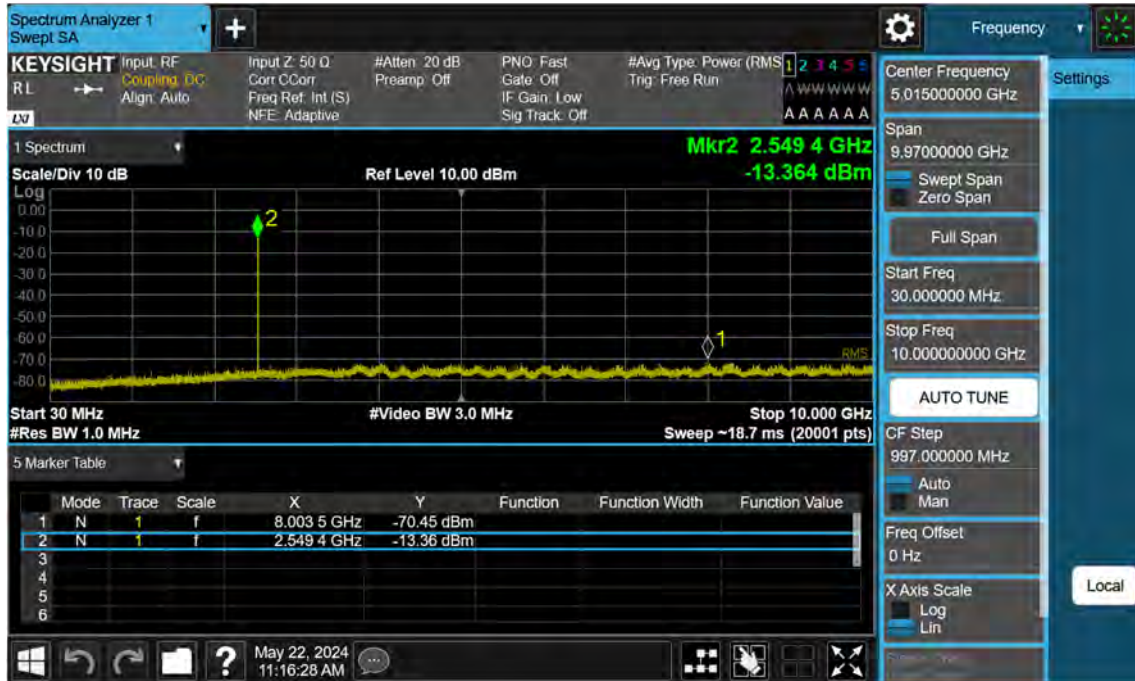 Spectrum Analyzer 1
Swept SA
+
Frequency
KEYSIGHT
RL
LXI
Input: RF
Coupling: DC
Align: Auto
Input Z: 50 Ω
Corr CCorr
Freq Ref: Int (S)
NFE: Adaptive
#Atten: 20 dB
Preamp: Off
PNO: Fast
Gate: Off
IF Gain: Low
Sig Track: Off
#Avg Type: Power (RMS
Trig: Free Run
1 2 3 4 5 6
A W W W W W
A A A A A A
1 Spectrum
Scale/Div 10 dB
Ref Level 10.00 dBm
Mkr2 2.549 4 GHz
-13.364 dBm
Log
0.00
-10.0
-20.0
-30.0
-40.0
-50.0
-60.0
-70.0
-80.0
2
1
RMS
Start 30 MHz
#Video BW 3.0 MHz
Stop 10.000 GHz
#Res BW 1.0 MHz
Sweep ~18.7 ms (20001 pts)
5 Marker Table
Mode Trace Scale X Y Function Function Width Function Value
1 N 1 f 8.003 5 GHz -70.45 dBm
2 N 1 f 2.549 4 GHz -13.36 dBm
3
4
5
6
Center Frequency
5.015000000 GHz
Settings
Span
9.97000000 GHz
Swept Span
Zero Span
Full Span
Start Freq
30.000000 MHz
Stop Freq
10.000000000 GHz
AUTO TUNE
CF Step
997.000000 MHz
Auto
Man
Freq Offset
0 Hz
X Axis Scale
Log
Lin
Local
?
May 22, 2024
11:16:28 AM